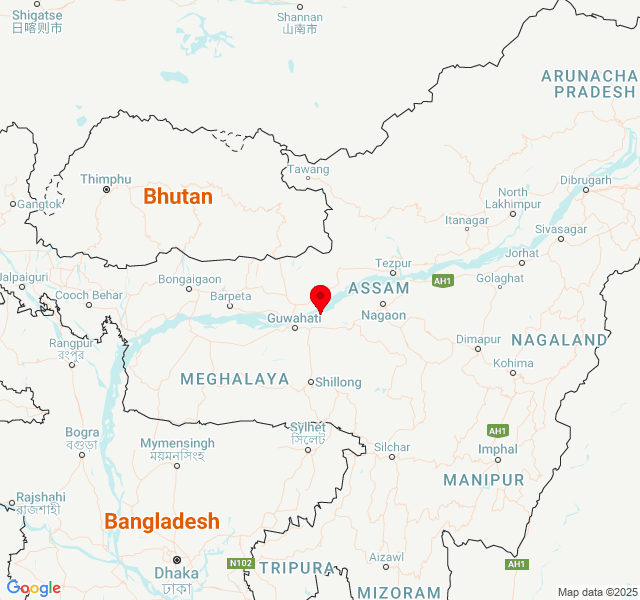 Shigatse
日喀则市
Shannan
山南市
ARUNACHA
PRADESH
Tawang
Thimphu
Bhutan
Gangtok
Dibrugarh
North
Lakhimpur
Itanagar
Sivasagar
Jorhat
Tezpur
Golaghat
AH1
ASSAM
Jalpaiguri
Bongaigaon
Cooch Behar
Barpeta
Guwahati
Nagaon
Rangpur
রংপুর
Dimapur
NAGALAND
Kohima
MEGHALAYA
Shillong
Bogra
বগুড়া
Mymensingh
ময়মনসিংহ
Sylhet
সিলেট
AH1
Silchar
Imphal
MANIPUR
Rajshahi
রাজশাহী
Bangladesh
N102
Dhaka
ঢাকা
TRIPURA
Aizawl
AH1
MIZORAM
Google
Map data ©2025